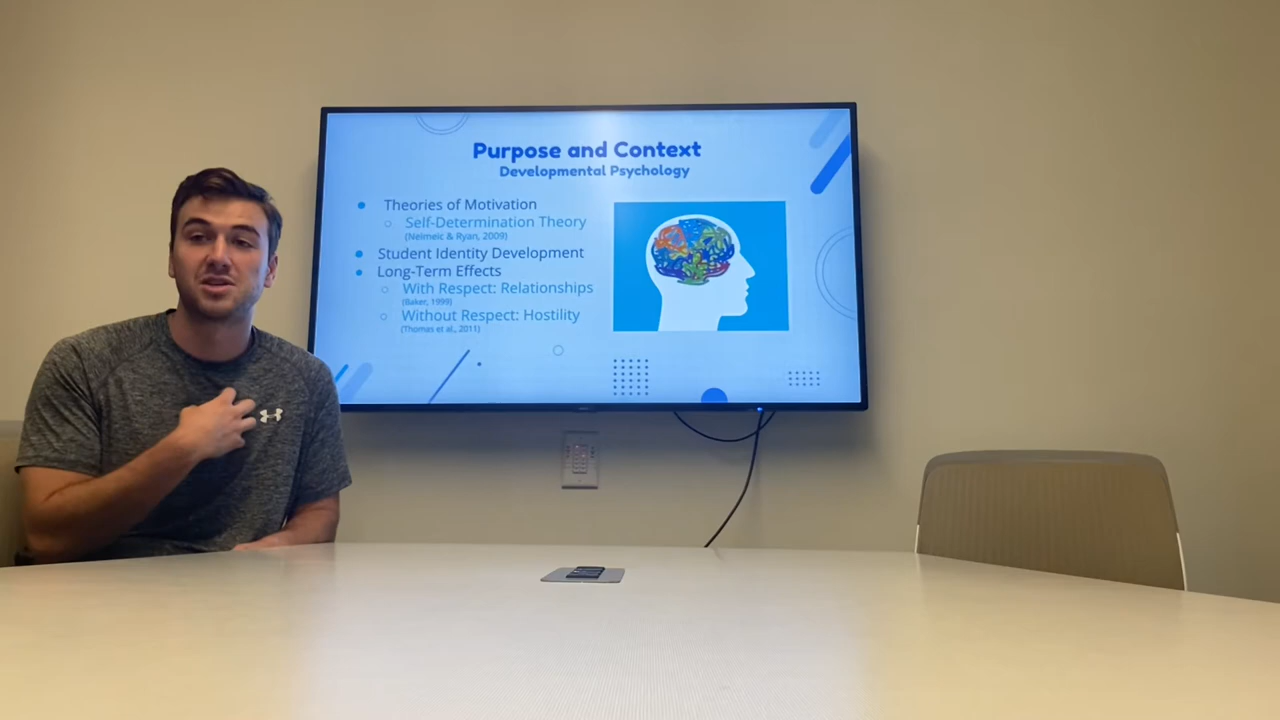 Purpose and Context
Developmental Psychology
Theories of Motivation
Self-Determination Theory
(Neimeic & Ryan, 2009)
Student Identity Development
Long-Term Effects
With Respect: Relationships
(Baker, 1999)
Without Respect: Hostility
(Thomas et al., 2011)